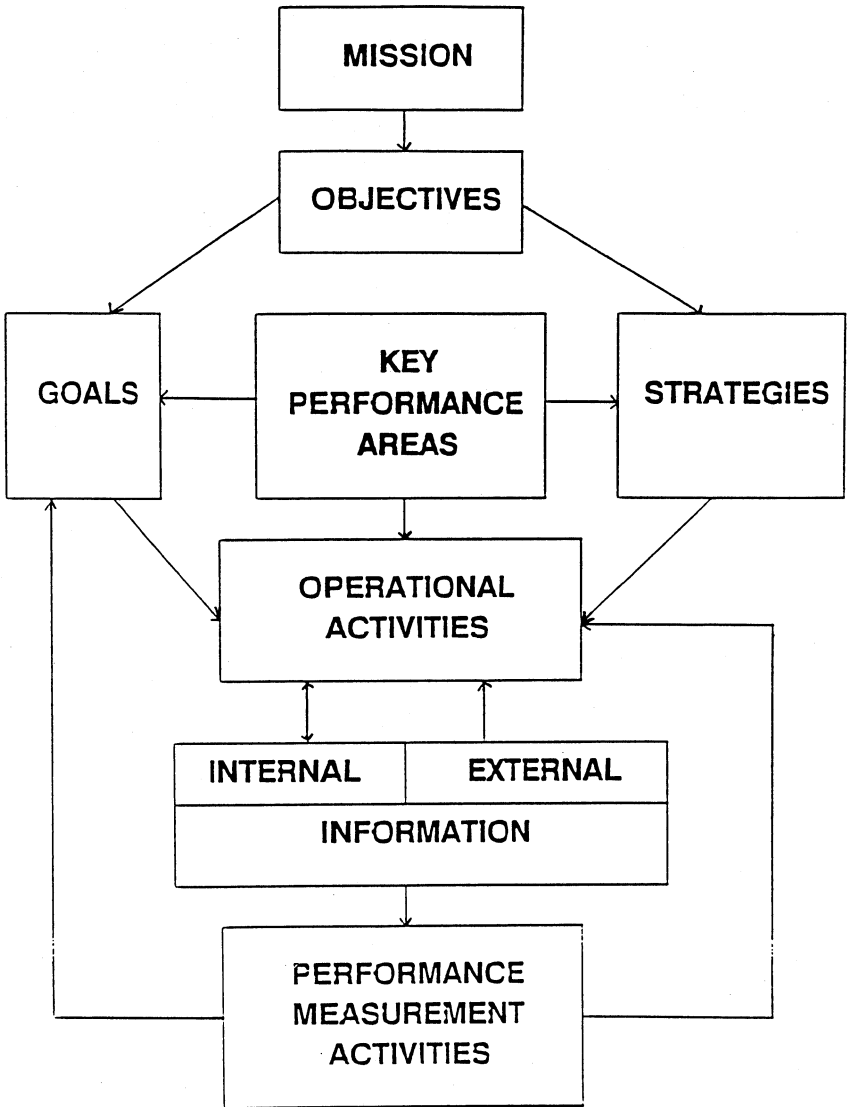 MISSION
OBJECTIVES
GOALS
KEY
PERFORMANCE
AREAS
STRATEGIES
OPERATIONAL
ACTIVITIES
INTERNAL
EXTERNAL
INFORMATION
PERFORMANCE
MEASUREMENT
ACTIVITIES